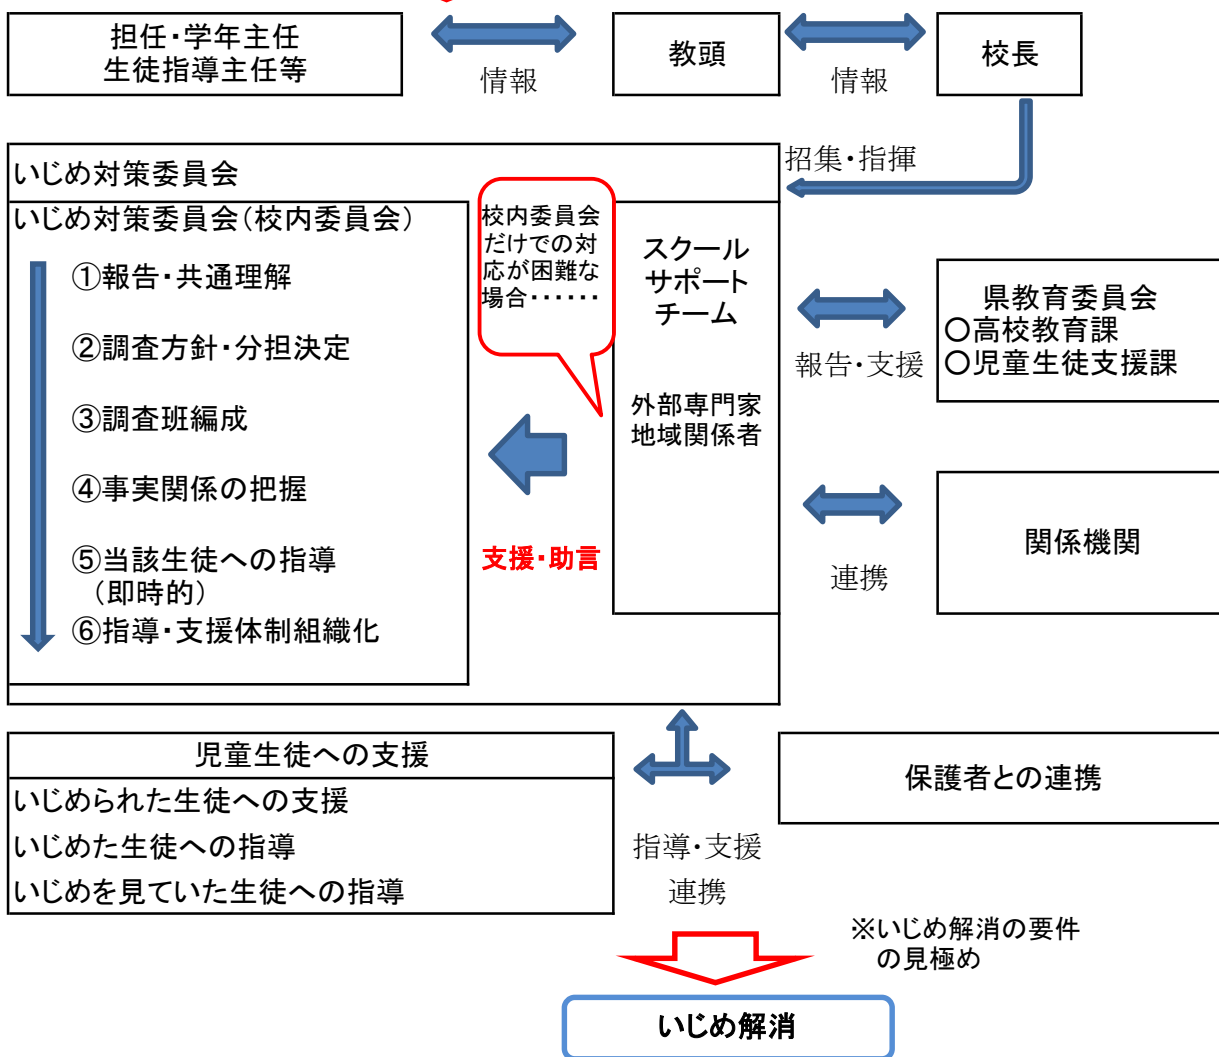 担任・学年主任
生徒指導主任等
情報
教頭
情報
校長
招集・指揮
いじめ対策委員会
いじめ対策委員会（校内委員会）
①報告・共通理解
②調査方針・分担決定
③調査班編成
④事実関係の把握
⑤当該生徒への指導
（即時的）
⑥指導・支援体制組織化
校内委員会
だけでの対
応が困難な
場合・・・・・・
支援・助言
スクール
サポート
チーム
外部専門家
地域関係者
報告・支援
県教育委員会
〇高校教育課
〇児童生徒支援課
連携
関係機関
児童生徒への支援
いじめられた生徒への支援
いじめた生徒への指導
いじめを見ていた生徒への指導
指導・支援
連携
保護者との連携
※いじめ解消の要件
の見極め
いじめ解消